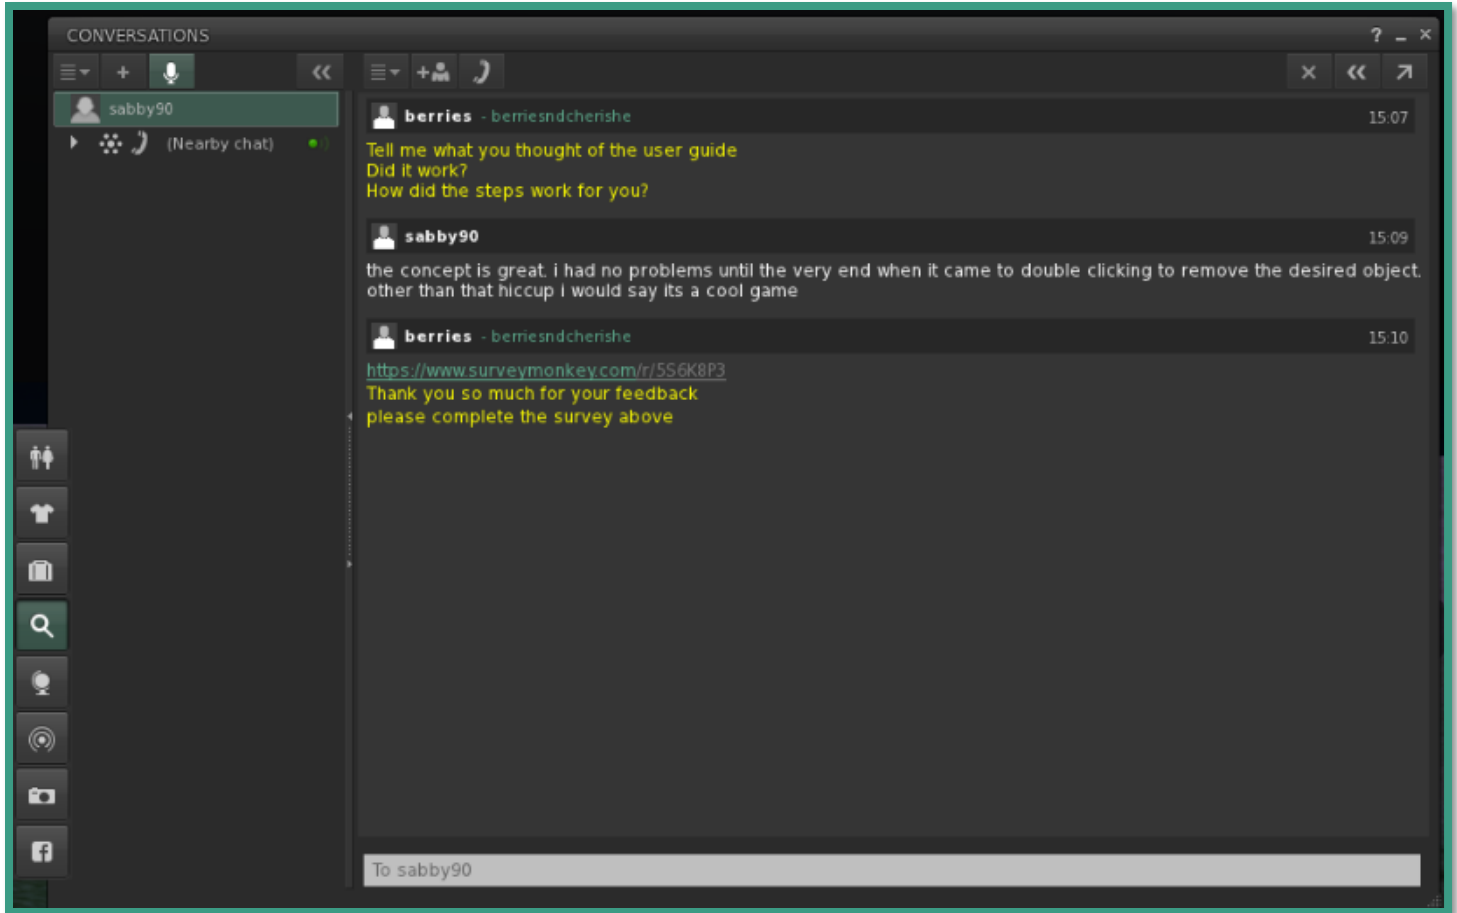 CONVERSATIONS
? _ ×
sabby90
(Nearby chat)
berries - berriesndcherishe 15:07
Tell me what you thought of the user guide
Did it work?
How did the steps work for you?
sabby90 15:09
the concept is great. i had no problems until the very end when it came to double clicking to remove the desired object.
other than that hiccup i would say its a cool game
berries - berriesndcherishe 15:10
https://www.surveymonkey.com/r/5S6K8P3
Thank you so much for your feedback
please complete the survey above
To sabby90